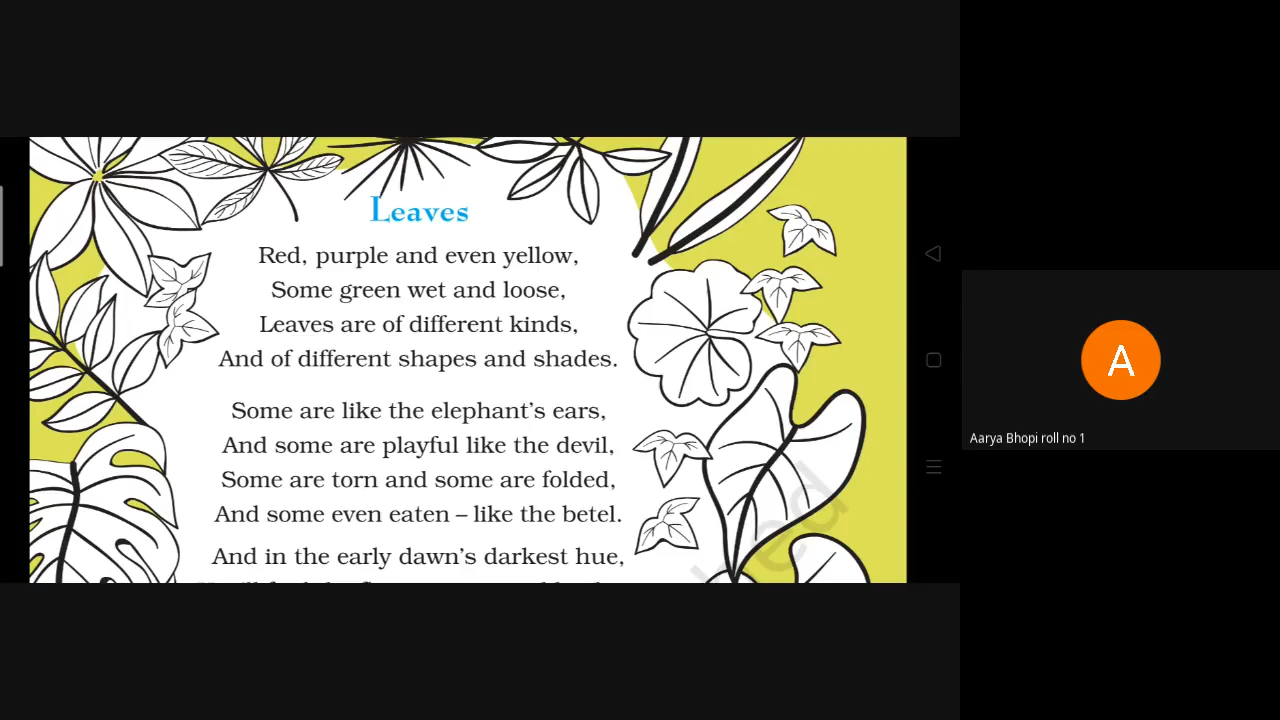 Leaves
Red, purple and even yellow,
Some green wet and loose,
Leaves are of different kinds,
And of different shapes and shades.
Some are like the elephant's ears,
And some are playful like the devil,
Some are torn and some are folded,
And some even eaten – like the betel.
And in the early dawn's darkest hue,
A
Aarya Bhopi roll no 1